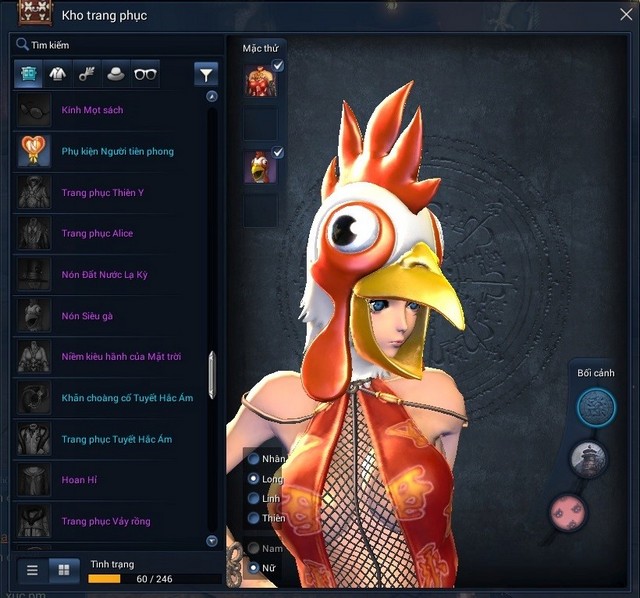 Kho trang phục
Tìm kiếm
Mặc thử
Kính Mọt sách
Phụ kiện Người tiên phong
Trang phục Thiên Y
Trang phục Alice
Nón Đất Nước Lạ Kỳ
Nón Siêu gà
Niềm kiêu hãnh của Mặt trời
Khăn choàng cổ Tuyết Hắc Ám
Trang phục Tuyết Hắc Ám
Hoan Hỉ
Trang phục Vảy rồng
Bối cảnh
Nhân
Long
Linh
Thiên
Nam
Nữ
Tình trạng
60 / 246